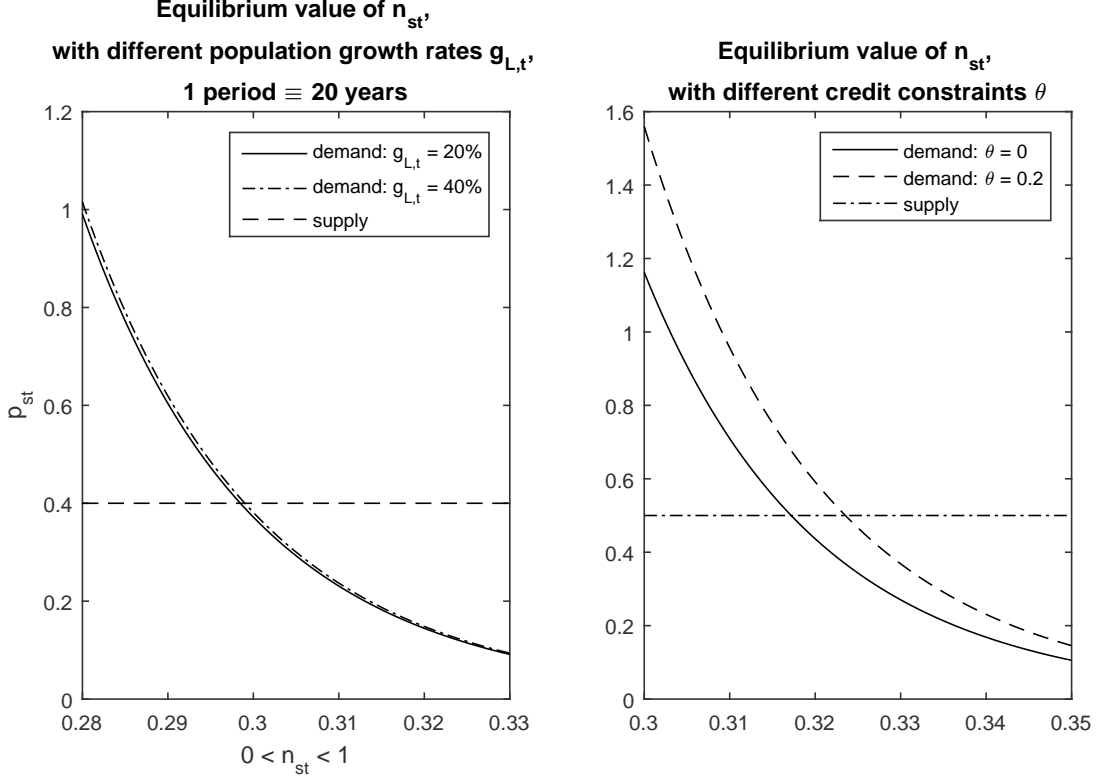 Equilibrium value of n_st,
with different population growth rates g_L,t,
1 period ≡ 20 years
1.2
1
0.8
0.6
0.4
0.2
0
p_st
demand: g_L,t = 20%
demand: g_L,t = 40%
supply
0.28
0.29
0.3
0.31
0.32
0.33
0 < n_st < 1
Equilibrium value of n_st,
with different credit constraints θ
1.6
1.4
1.2
1
0.8
0.6
0.4
0.2
0
demand: θ = 0
demand: θ = 0.2
supply
0.3
0.31
0.32
0.33
0.34
0.35